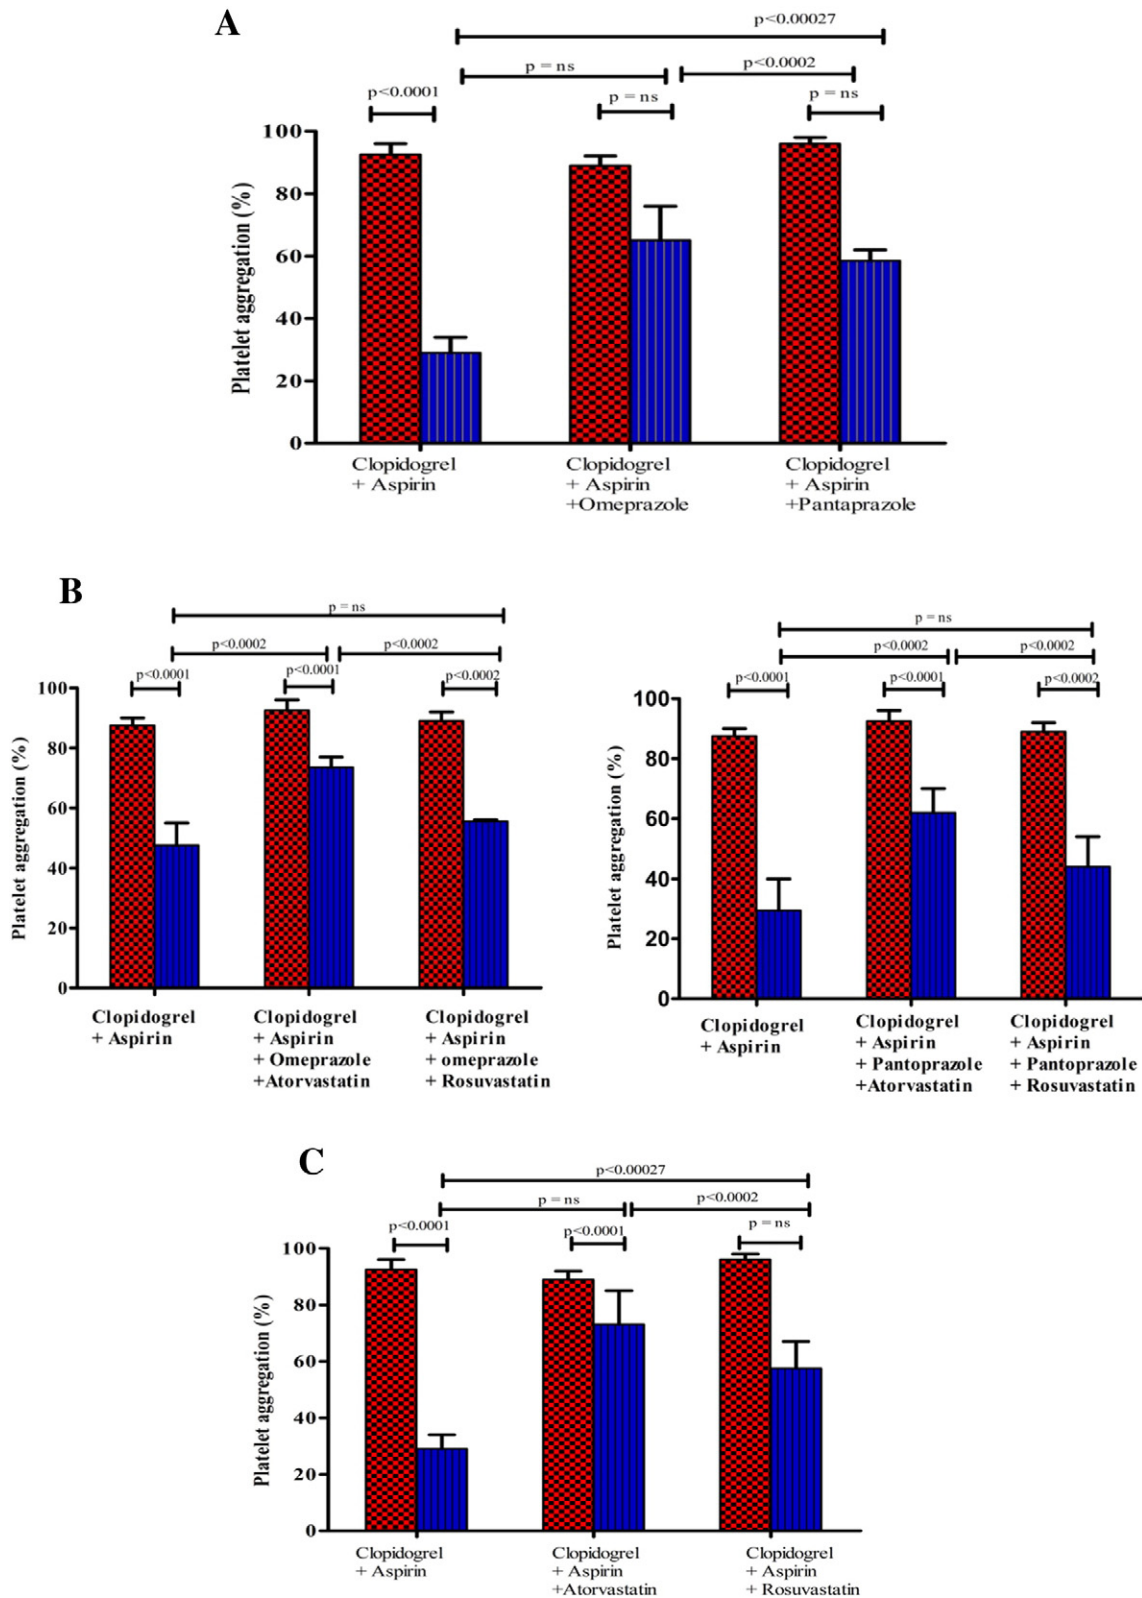 A
p<0.00027
p = ns
p<0.0002
p<0.0001
p = ns
p = ns
Platelet aggregation (%)
100
80
60
40
20
0
Clopidogrel
+ Aspirin
Clopidogrel
+ Aspirin
+Omeprazole
Clopidogrel
+ Aspirin
+Pantaprazole
B
p = ns
p<0.0002
p<0.0002
p<0.0001
p<0.0001
p<0.0002
Platelet aggregation (%)
100
80
60
40
20
0
Clopidogrel
+ Aspirin
Clopidogrel
+ Aspirin
+ Omeprazole
+Atorvastatin
Clopidogrel
+ Aspirin
+ omeprazole
+ Rosuvastatin
p = ns
p<0.0002
p<0.0002
p<0.0001
p<0.0001
p<0.0002
Platelet aggregation (%)
100
80
60
40
20
0
Clopidogrel
+ Aspirin
Clopidogrel
+ Aspirin
+ Pantoprazole
+Atorvastatin
Clopidogrel
+ Aspirin
+ Pantoprazole
+ Rosuvastatin
C
p<0.00027
p = ns
p<0.0002
p<0.0001
p<0.0001
p = ns
Platelet aggregation (%)
100
80
60
40
20
0
Clopidogrel
+ Aspirin
Clopidogrel
+ Aspirin
+Atorvastatin
Clopidogrel
+ Aspirin
+ Rosuvastatin